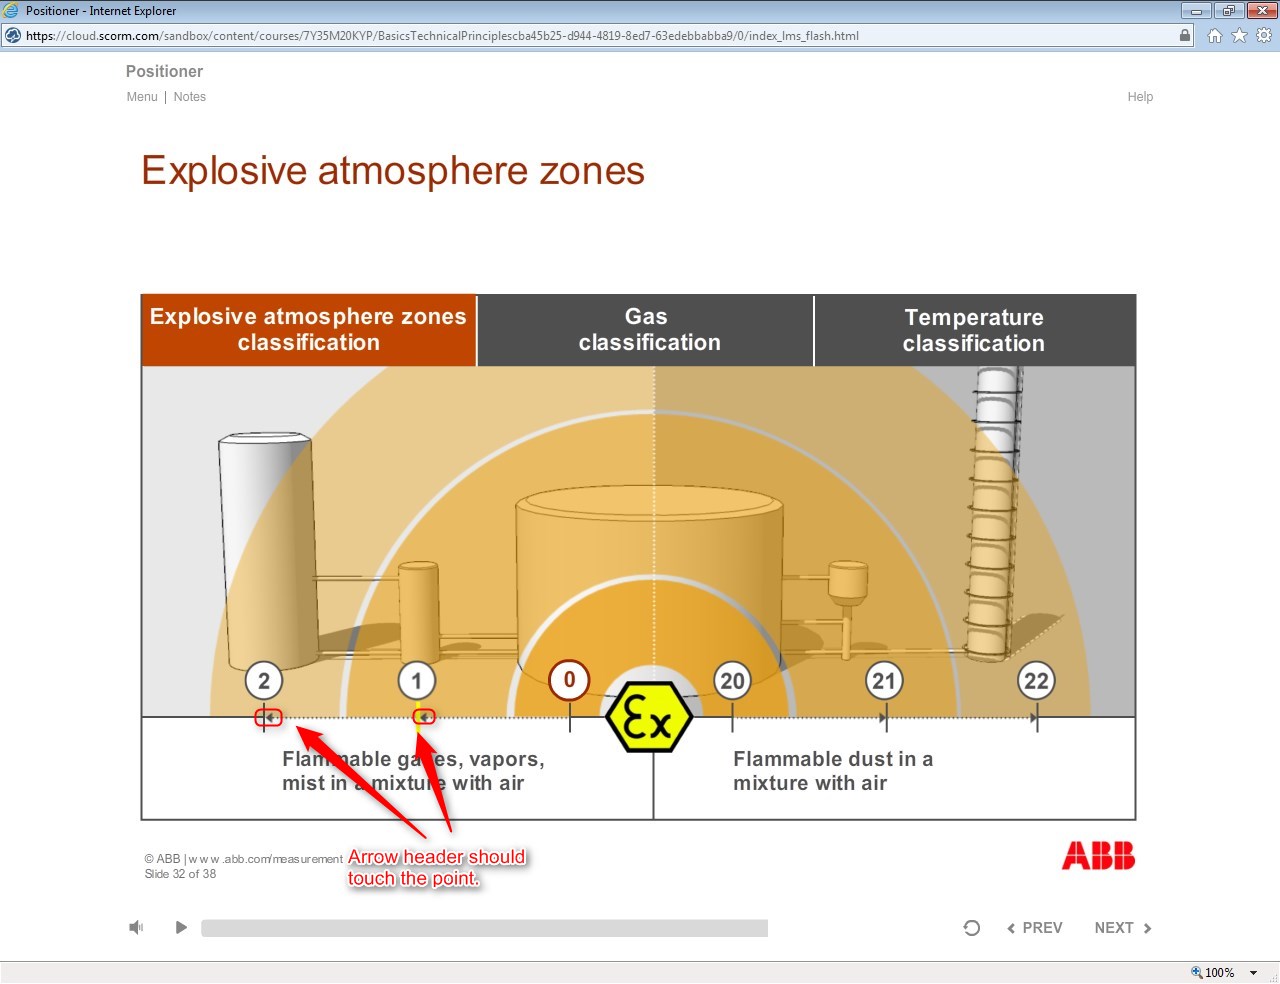 Positioner - Internet Explorer
https://cloud.scorm.com/sandbox/content/courses/7Y35M20KYP/BasicsTechnicalPrinciplescba45b25-d944-4819-8ed7-63edebbabba9/0/index_lms_flash.html
Positioner
Menu | Notes
Help
Explosive atmosphere zones
Explosive atmosphere zones
classification
Gas
classification
Temperature
classification
2
1
0
20
21
22
Ex
Flammable gases, vapors,
mist in a mixture with air
Flammable dust in a
mixture with air
© ABB | www.abb.com/measurement
Slide 32 of 38
Arrow header should
touch the point.
ABB
PREV
NEXT
100%